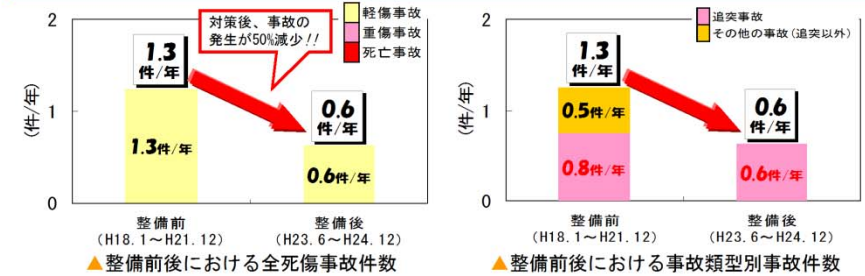 対策後、事故の
発生が50%減少!!
軽傷事故
重傷事故
死亡事故
(件/年)
2
1
0
1.3
件/年
1.3件/年
0.6
件/年
0.6件/年
整備前
(H18.1～H21.12)
整備後
(H23.6～H24.12)
▲整備前後における全死傷事故件数
追突事故
その他の事故(追突以外)
(件/年)
2
1
0
1.3
件/年
0.5件/年
0.8件/年
0.6
件/年
0.6件/年
整備前
(H18.1～H21.12)
整備後
(H23.6～H24.12)
▲整備前後における事故類型別事故件数